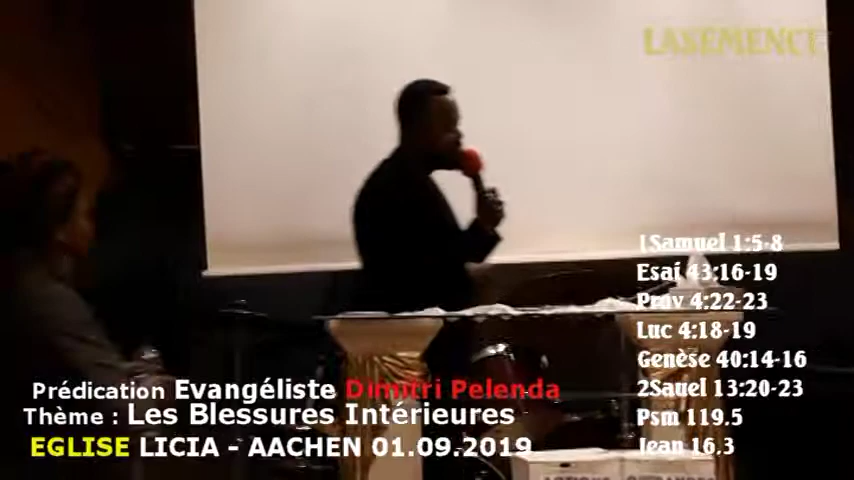 LASEMENCE
1Samuel 1:5-8
Esaï 43:16-19
Prov 4:22-23
Luc 4:18-19
Genèse 40:14-16
2Sauel 13:20-23
Psm 119.5
Jean 16.3
Prédication Evangéliste Dimitri Pelenda
Thème : Les Blessures Intérieures
EGLISE LICIA - AACHEN 01.09.2019